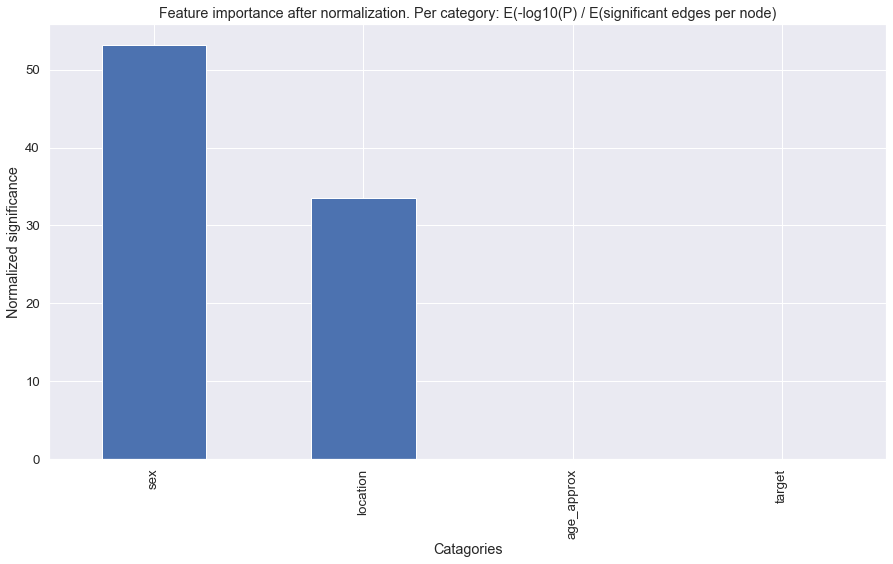 Feature importance after normalization. Per category: E(-log10(P) / E(significant edges per node)
Normalized significance
50
40
30
20
10
0
sex
location
age_approx
target
Catagories